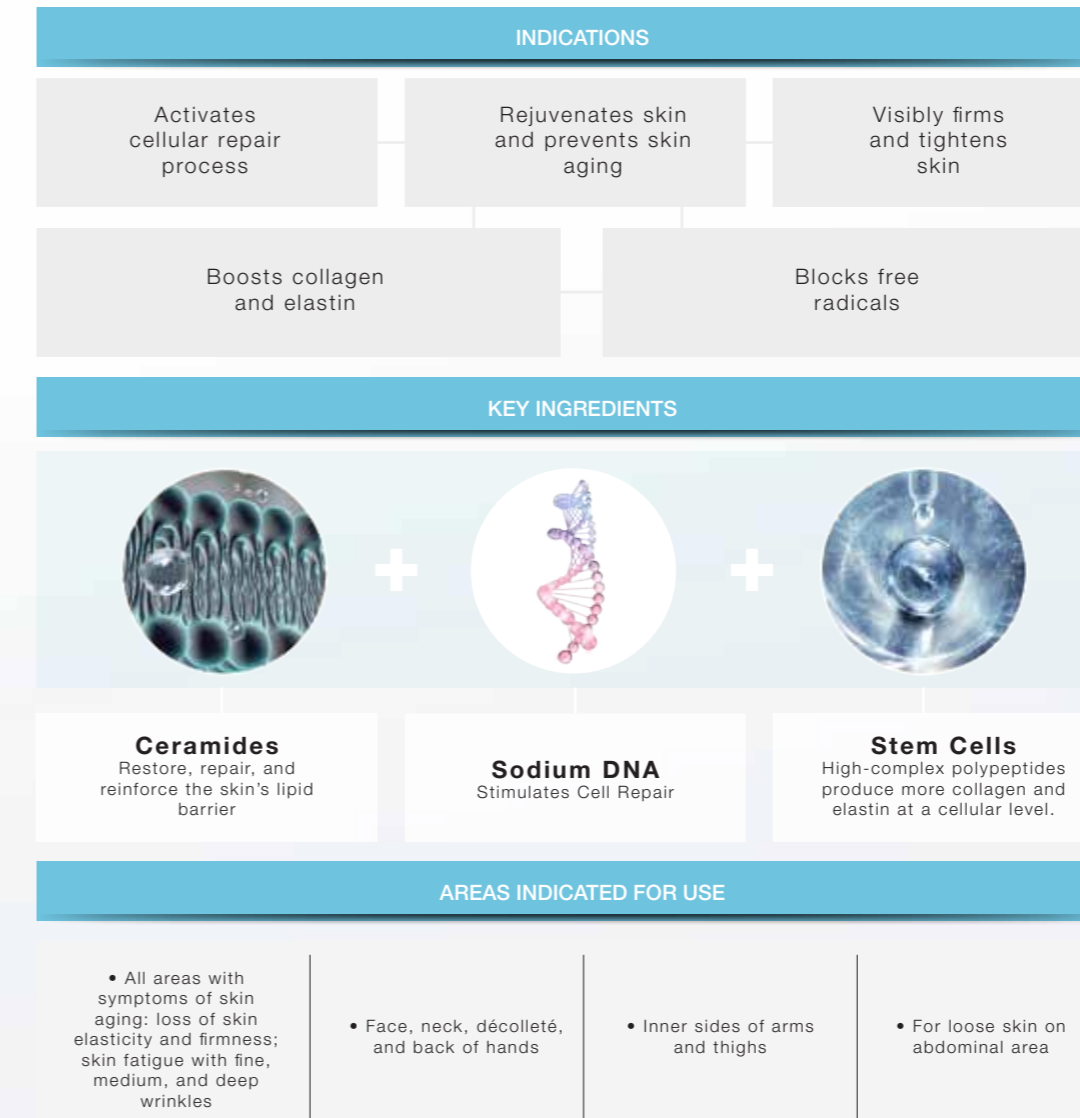 INDICATIONS
Activates
cellular repair
process
Rejuvenates skin
and prevents skin
aging
Visibly firms
and tightens
skin
Boosts collagen
and elastin
Blocks free
radicals
KEY INGREDIENTS
Ceramides
Restore, repair, and
reinforce the skin's lipid
barrier
Sodium DNA
Stimulates Cell Repair
Stem Cells
High-complex polypeptides
produce more collagen and
elastin at a cellular level.
AREAS INDICATED FOR USE
• All areas with
symptoms of skin
aging: loss of skin
elasticity and firmness;
skin fatigue with fine,
medium, and deep
wrinkles
• Face, neck, décolleté,
and back of hands
• Inner sides of arms
and thighs
• For loose skin on
abdominal area